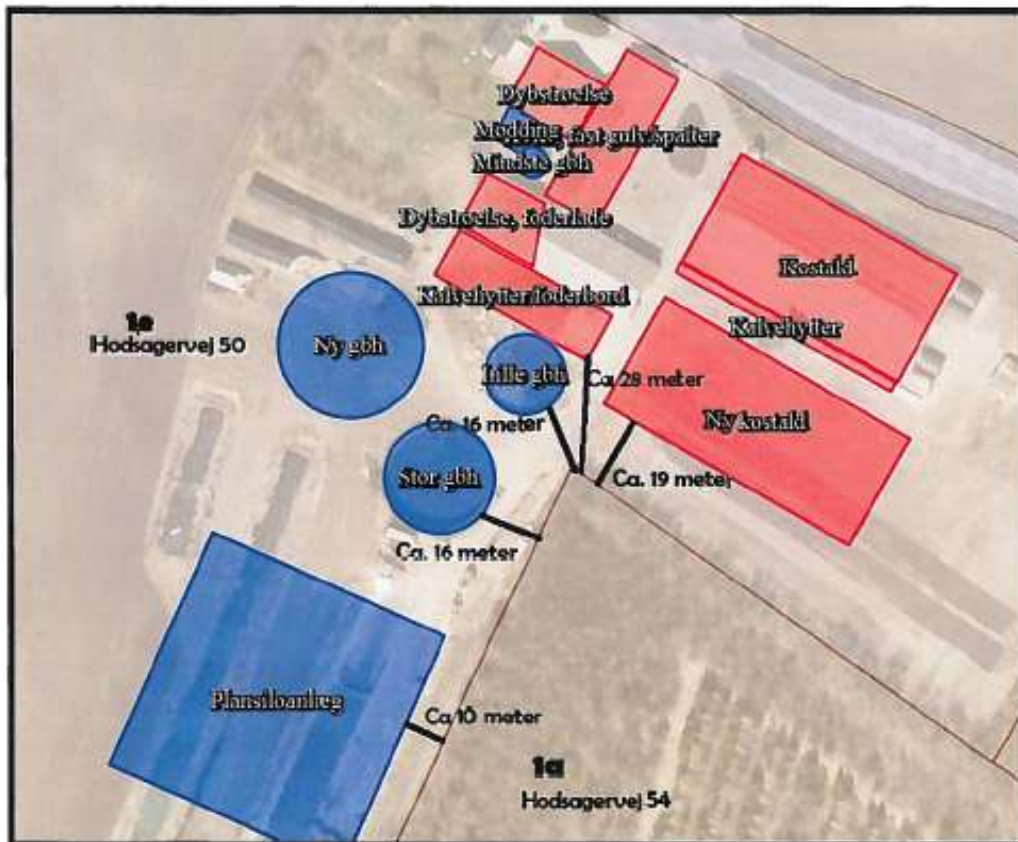 Dybstrøelse
Mødding
fast gulv/spalter
Mindste gbh
Dybstrøelse, foderlade
Kostald
Kalvehytter/foderbord
Kalvehytter
1e
Hodsagervej 50
Ny gbh
Lille gbh
Ca 28 meter
Ca. 16 meter
Ny kostald
Stor gbh
Ca. 19 meter
Ca. 16 meter
Plansiloanlæg
Ca 10 meter
1a
Hodsagervej 54